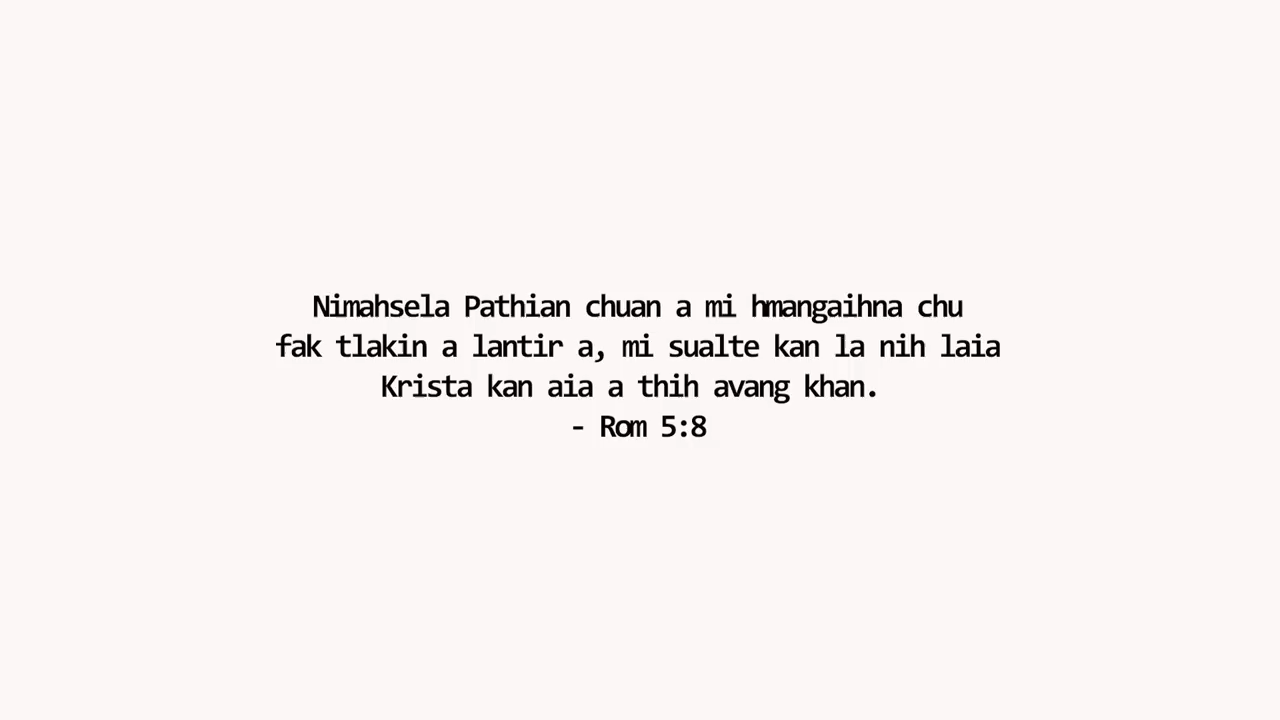 Nimahsela Pathian chuan a mi hmangaihna chu
fak tlakin a lantir a, mi sualte kan la nih laia
Krista kan aia a thih avang khan.
- Rom 5:8